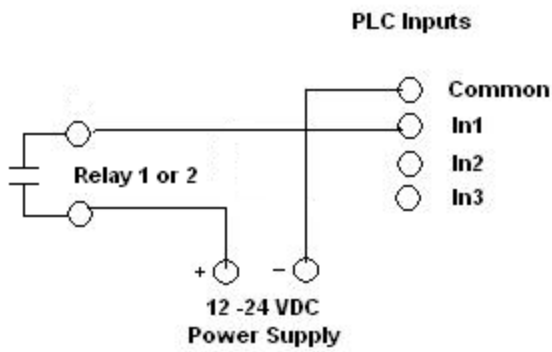 PLC Inputs
Common
In1
In2
In3
Relay 1 or 2
+ −
12 -24 VDC
Power Supply